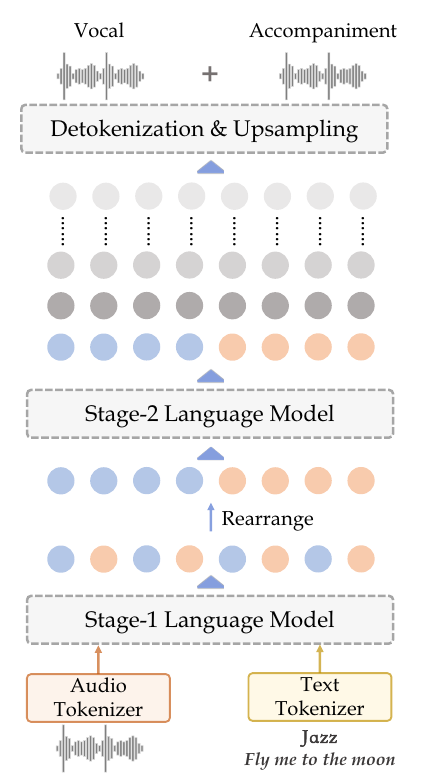 Vocal
Accompaniment
+
Detokenization & Upsampling
Stage-2 Language Model
Rearrange
Stage-1 Language Model
Audio
Tokenizer
Text
Tokenizer
Jazz
Fly me to the moon